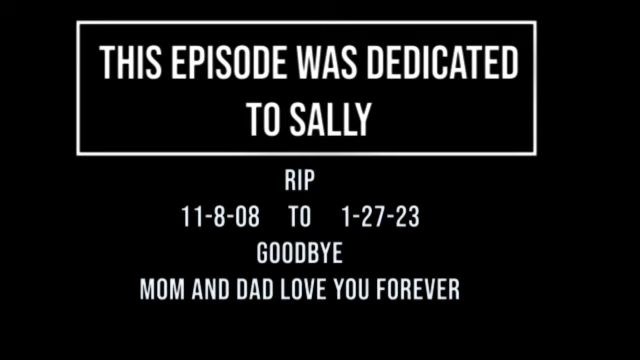 THIS EPISODE WAS DEDICATED
TO SALLY
RIP
11-8-08 TO 1-27-23
GOODBYE
MOM AND DAD LOVE YOU FOREVER